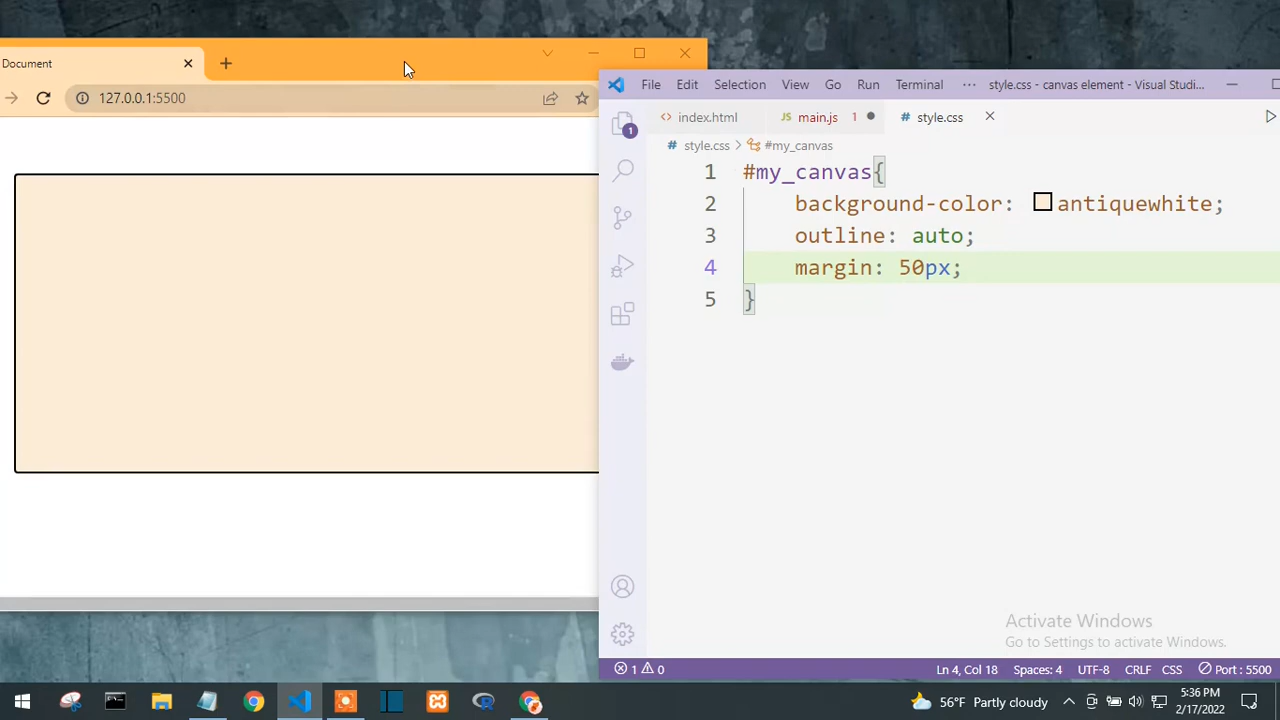 Document
127.0.0.1:5500
File Edit Selection View Go Run Terminal ··· style.css - canvas element - Visual Studi...
index.html
JS main.js 1
# style.css
# style.css > #my_canvas
1
1 #my_canvas{
2 background-color: antiquewhite;
3 outline: auto;
4 margin: 50px;
5 }
Activate Windows
Go to Settings to activate Windows.
1 0 Ln 4, Col 18 Spaces: 4 UTF-8 CRLF CSS Port : 5500
56°F Partly cloudy
5:36 PM
2/17/2022